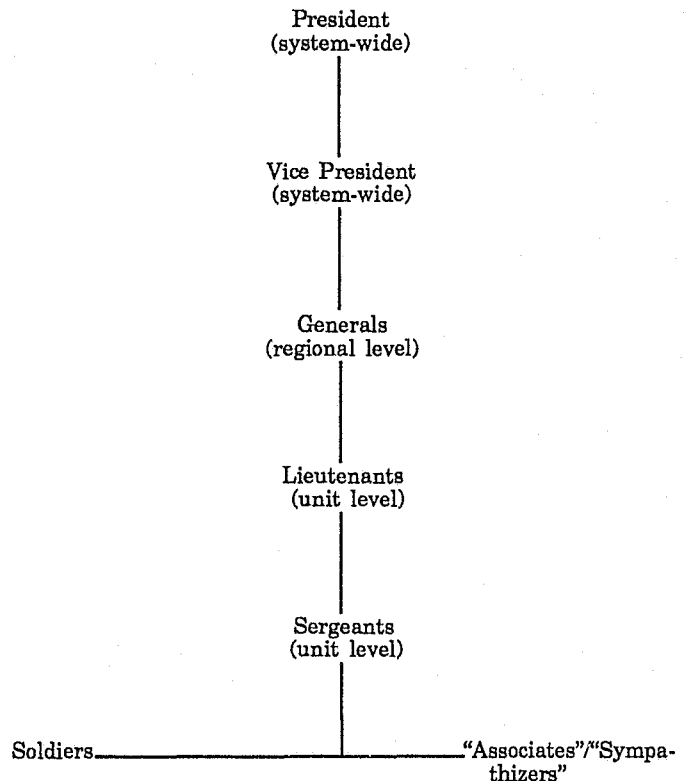 President
(system-wide)
Vice President
(system-wide)
Generals
(regional level)
Lieutenants
(unit level)
Sergeants
(unit level)
Soldiers
“Associates”/“Sympa-
thizers”